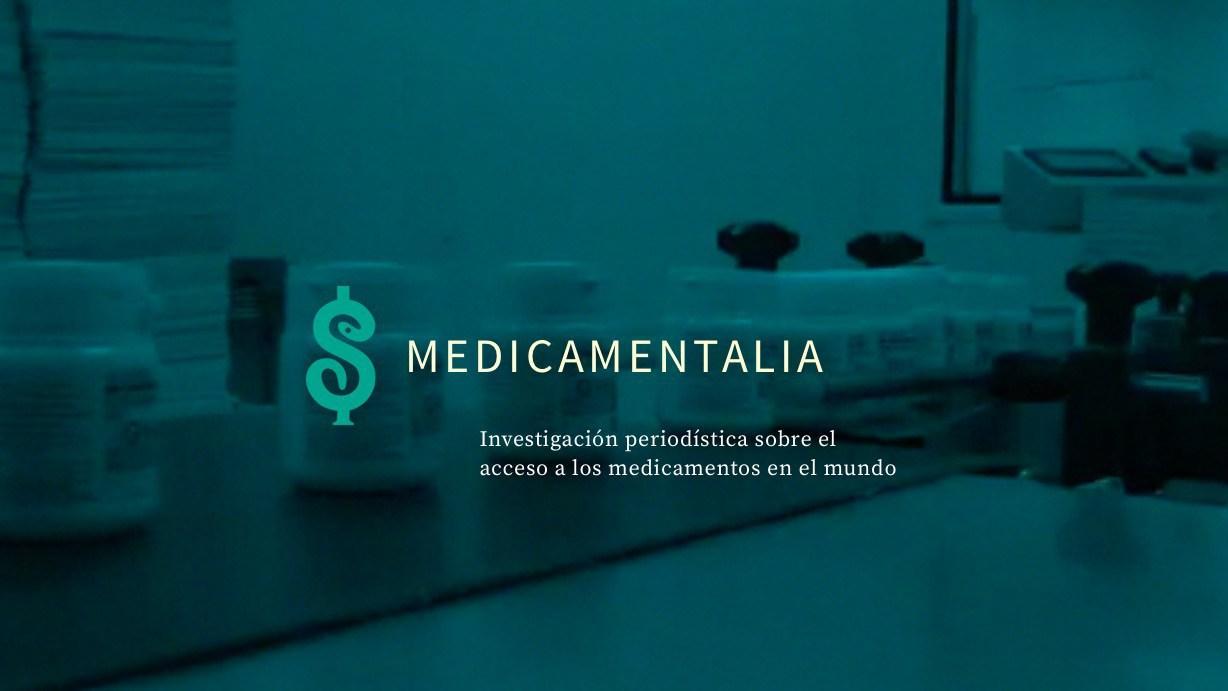 MEDICAMENTALIA
Investigación periodística sobre el
acceso a los medicamentos en el mundo